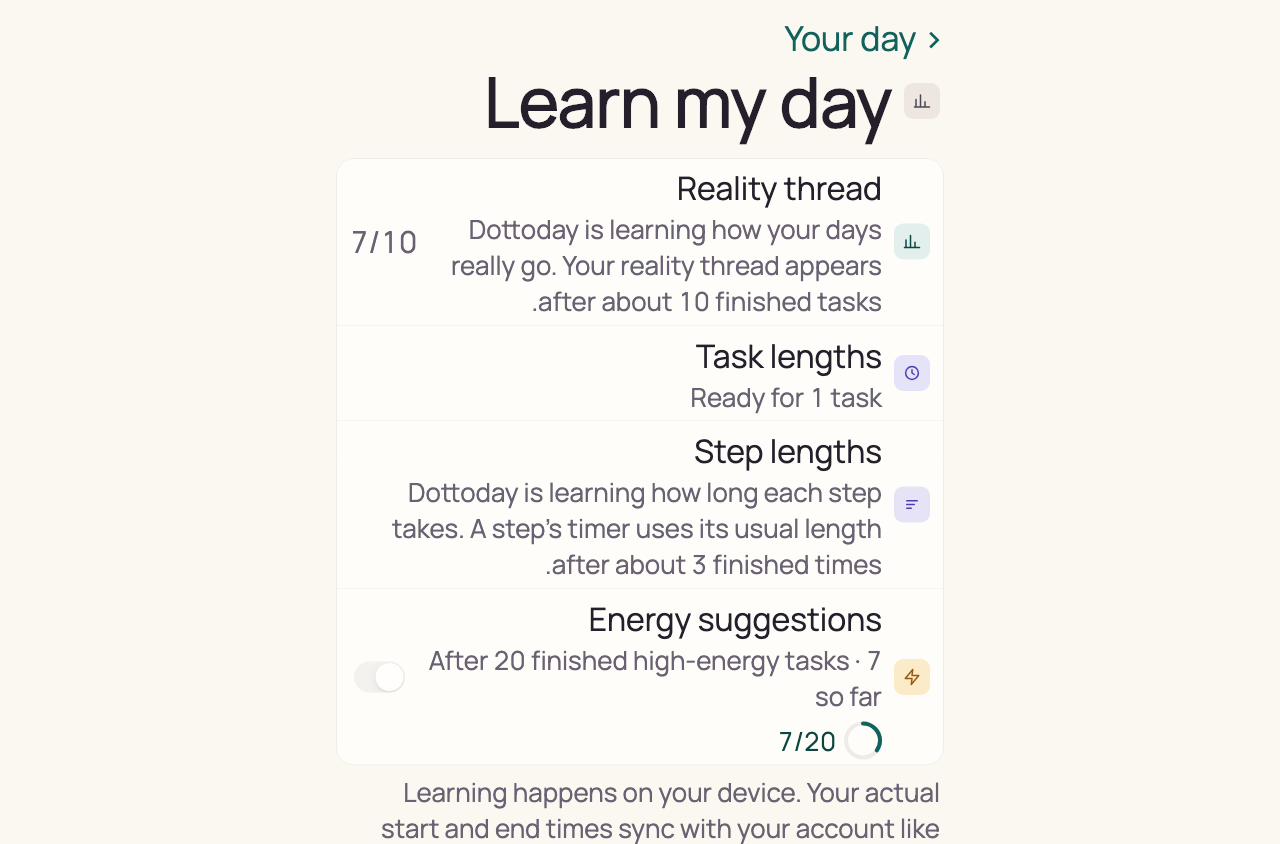 Your day ›
Learn my day
Reality thread
Dottoday is learning how your days
really go. Your reality thread appears
.after about 10 finished tasks
7/10
Task lengths
Ready for 1 task
Step lengths
Dottoday is learning how long each step
takes. A step’s timer uses its usual length
.after about 3 finished times
Energy suggestions
After 20 finished high-energy tasks · 7
so far
7/20
Learning happens on your device. Your actual
start and end times sync with your account like